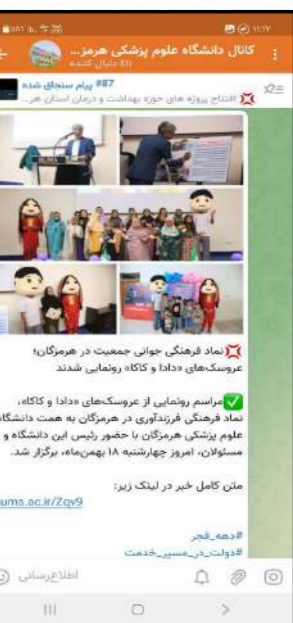 کانال دانشگاه علوم پزشکی هرمز...
دنبال کننده
پیام سنجاق شده #87
افتتاح پروژه های حوزه بهداشت و درمان استان هر...
نماد فرهنگی جوانی جمعیت در هرمزگان؛
عروسک‌های «دادا و کاکا» رونمایی شدند
مراسم رونمایی از عروسک‌های «دادا و کاکا»،
نماد فرهنگی فرزندآوری در هرمزگان به همت دانشگاه
علوم پزشکی هرمزگان با حضور رئیس این دانشگاه و
مسئولان، امروز چهارشنبه ۱۸ بهمن‌ماه، برگزار شد.
متن کامل خبر در لینک زیر:
ums.ac.ir/Zqv9
#دهه_فجر
#دولت_در_مسیر_خدمت
اطلاع‌رسانی